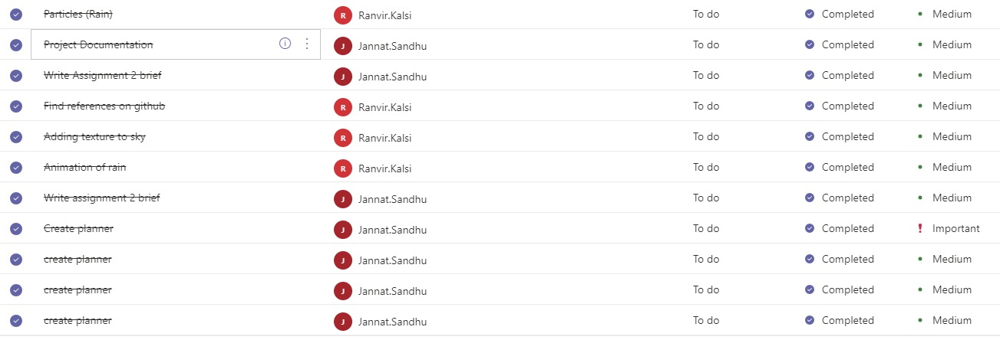 Particles (Rain) R Ranvir.Kalsi To do Completed Medium
Project Documentation J Jannat.Sandhu To do Completed Medium
Write Assignment 2 brief J Jannat.Sandhu To do Completed Medium
Find references on github R Ranvir.Kalsi To do Completed Medium
Adding texture to sky R Ranvir.Kalsi To do Completed Medium
Animation of rain R Ranvir.Kalsi To do Completed Medium
Write assignment 2 brief J Jannat.Sandhu To do Completed Medium
Create planner J Jannat.Sandhu To do Completed Important
create planner J Jannat.Sandhu To do Completed Medium
create planner J Jannat.Sandhu To do Completed Medium
create planner J Jannat.Sandhu To do Completed Medium